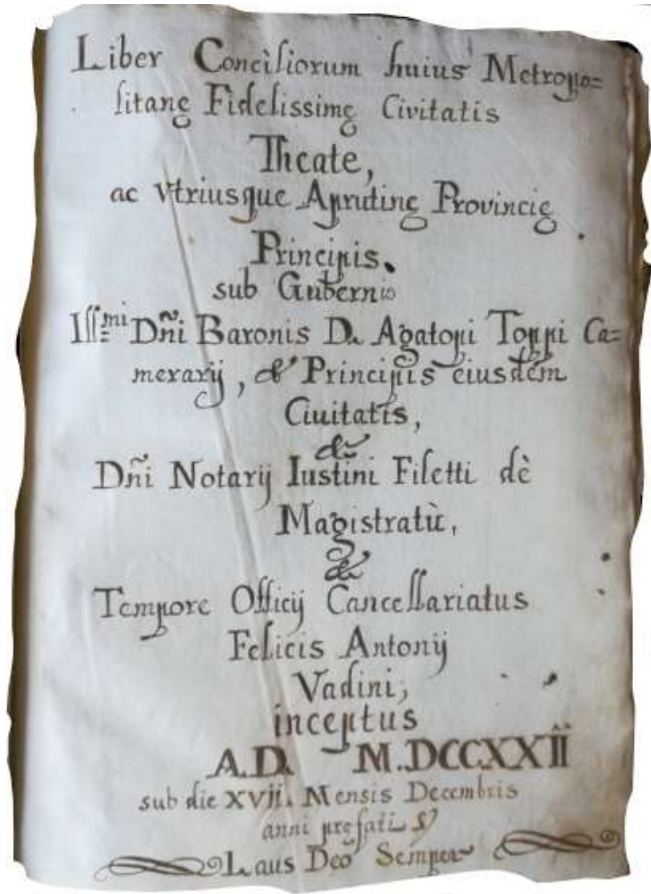 Liber Conciliorum huius Metropo=
litanę Fidelissimę Civitatis
Theate,
ac vtriusque Aprutinę Provincię
Principis.
sub Gubernio
Ill.mi Dñi Baronis D. Agatopi Toppi Ca=
merarij, & Principis eiusdem
Ciuitatis,
&
Dñi Notarij Iustini Filetti dè
Magistratù,
&
Tempore Officij Cancellariatus
Felicis Antonij
Vadini,
inceptus
A.D. M.DCCXXII
sub die XVII. Mensis Decembris
anni prefati
Laus Deo Semper